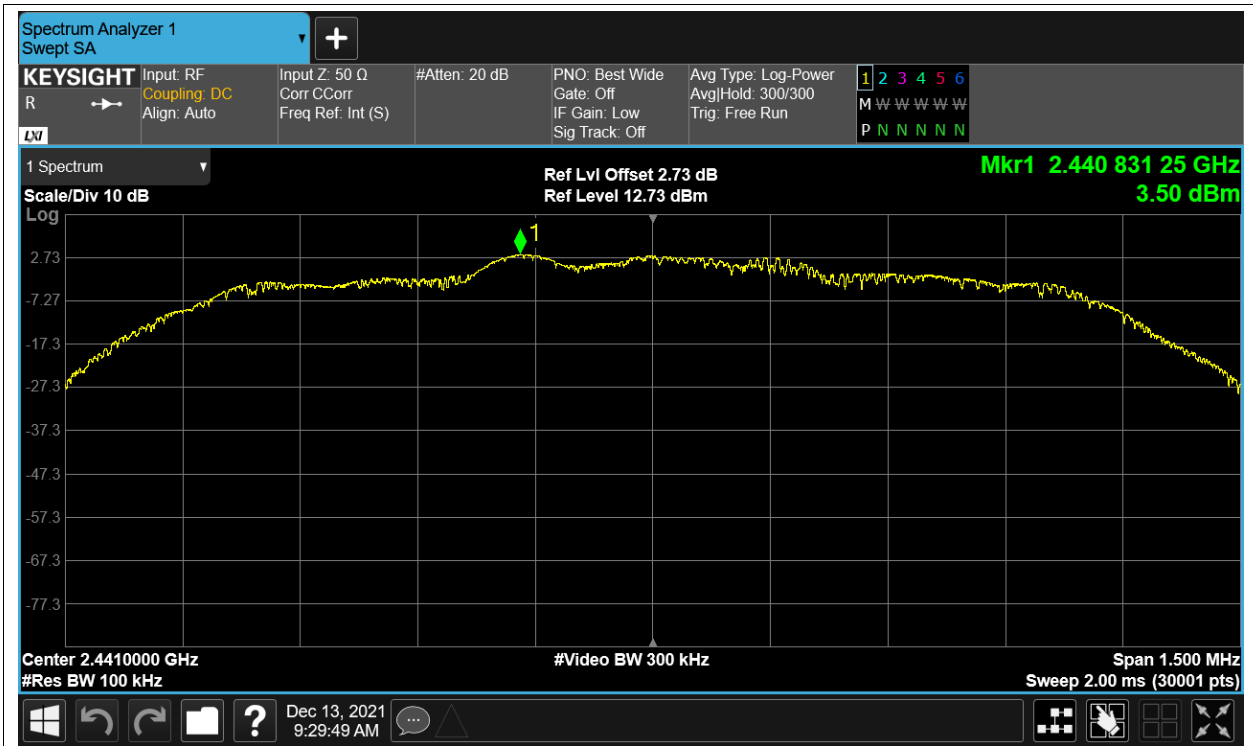 Spectrum Analyzer 1
Swept SA
KEYSIGHT
R
LXI
Input: RF
Coupling: DC
Align: Auto
Input Z: 50 Ω
Corr CCorr
Freq Ref: Int (S)
#Atten: 20 dB
PNO: Best Wide
Gate: Off
IF Gain: Low
Sig Track: Off
Avg Type: Log-Power
Avg|Hold: 300/300
Trig: Free Run
1 2 3 4 5 6
M W W W W W W
P N N N N N
1 Spectrum
Scale/Div 10 dB
Log
Ref Lvl Offset 2.73 dB
Ref Level 12.73 dBm
Mkr1 2.440 831 25 GHz
3.50 dBm
1
2.73
-7.27
-17.3
-27.3
-37.3
-47.3
-57.3
-67.3
-77.3
Center 2.4410000 GHz
#Res BW 100 kHz
#Video BW 300 kHz
Span 1.500 MHz
Sweep 2.00 ms (30001 pts)
?
Dec 13, 2021
9:29:49 AM